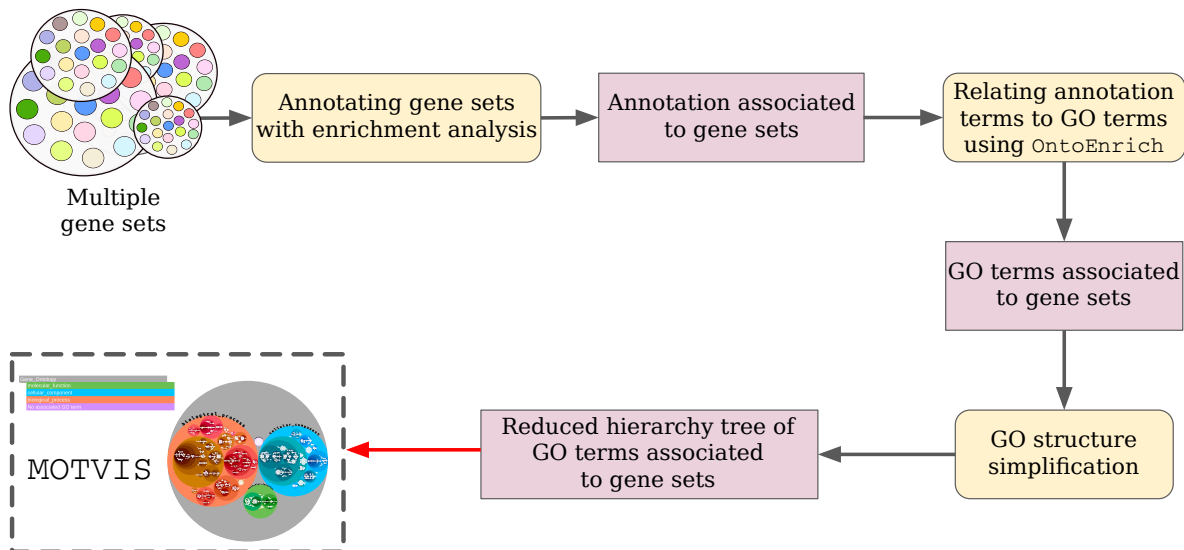 Multiple
gene sets
Annotating gene sets
with enrichment analysis
Annotation associated
to gene sets
Relating annotation
terms to GO terms
using OntoEnrich
GO terms associated
to gene sets
GO structure
simplification
Reduced hierarchy tree of
GO terms associated
to gene sets
Gene_Ontology
molecular_function
cellular_component
biological_process
No associated GO term
MOTVIS
biological_process